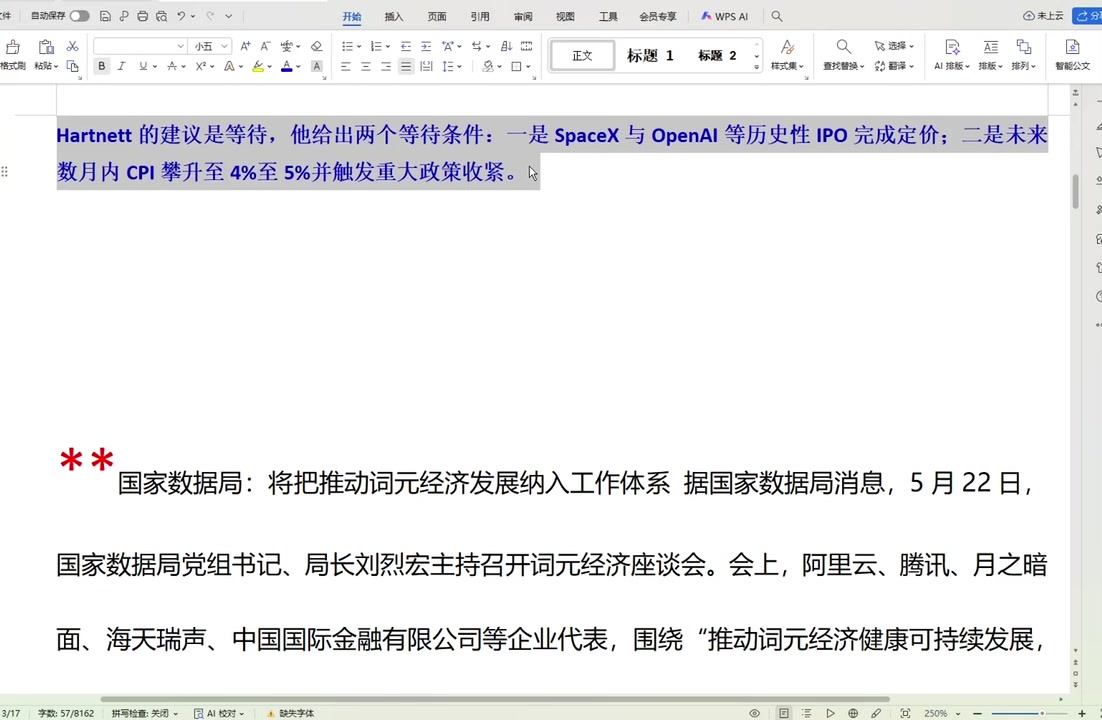 自动保存
开始 插入 页面 引用 审阅 视图 工具 会员专享 WPS AI
未上云
格式刷 粘贴 小五 正文 标题 1 标题 2 样式集 查找替换 选择 翻译 AI 排版 排版 排列 智能公文
Hartnett 的建议是等待，他给出两个等待条件：一是 SpaceX 与 OpenAI 等历史性 IPO 完成定价；二是未来
数月内 CPI 攀升至 4%至 5%并触发重大政策收紧。
**国家数据局：将把推动词元经济发展纳入工作体系 据国家数据局消息，5 月 22 日，
国家数据局党组书记、局长刘烈宏主持召开词元经济座谈会。会上，阿里云、腾讯、月之暗
面、海天瑞声、中国国际金融有限公司等企业代表，围绕“推动词元经济健康可持续发展，
3/17 字数: 57/8162 拼写检查: 关闭 AI 校对 缺失字体 250%